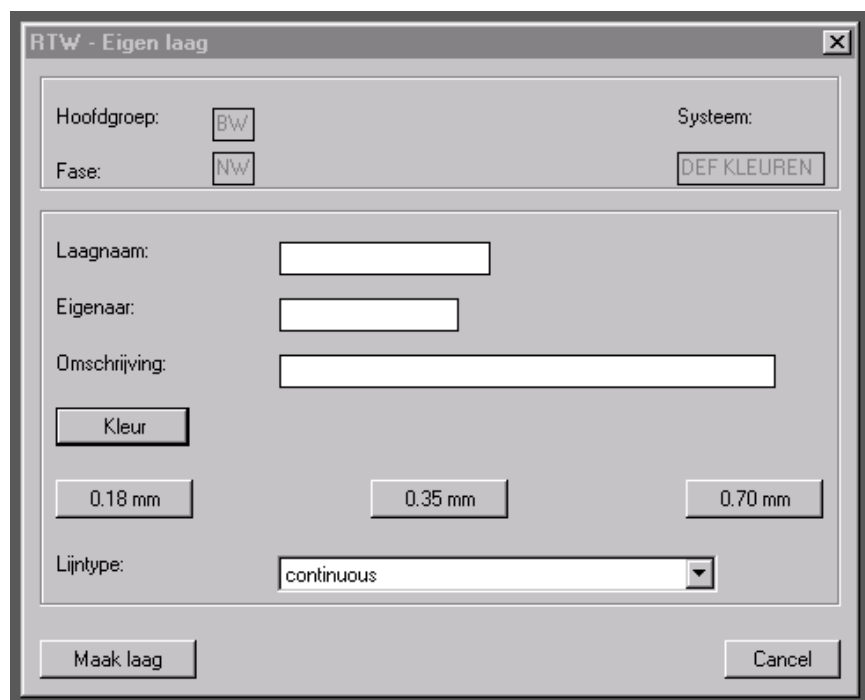 RTW - Eigen laag
Hoofdgroep: BW Systeem:
Fase: NW DEF KLEUREN
Laagnaam:
Eigenaar:
Omschrijving:
Kleur
0.18 mm 0.35 mm 0.70 mm
Lijntype: continuous
Maak laag Cancel